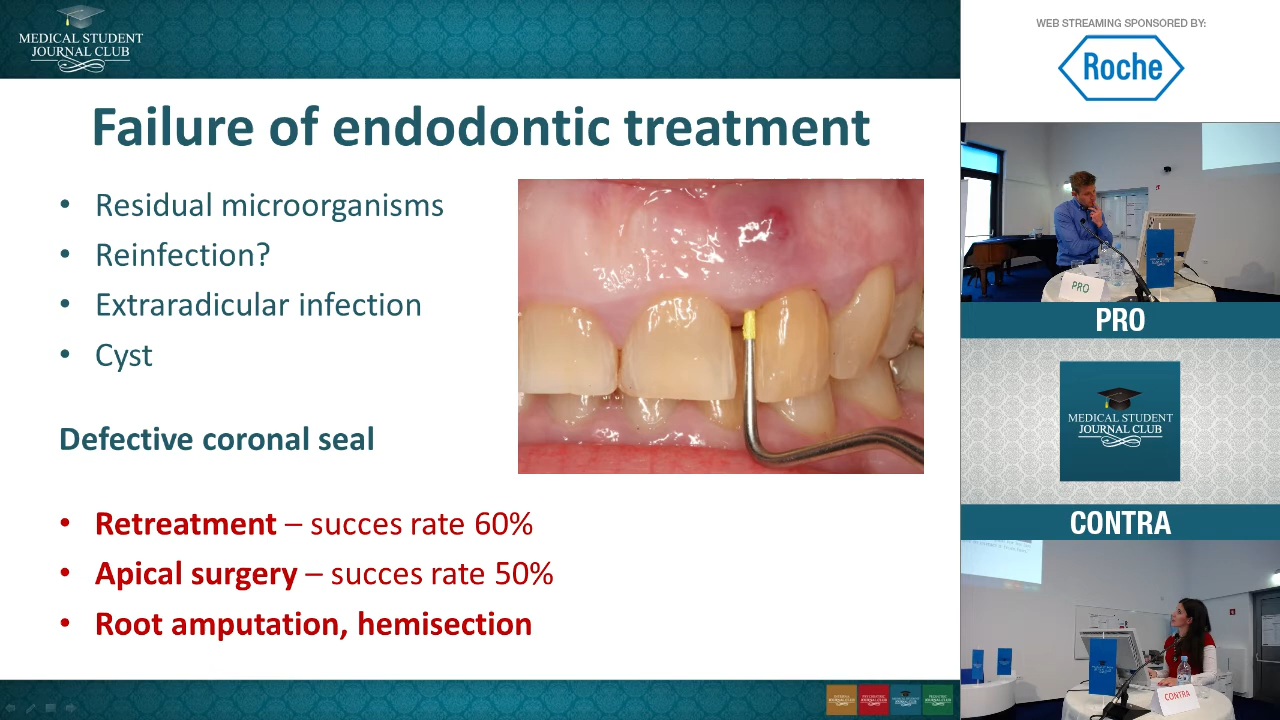 MEDICAL STUDENT
JOURNAL CLUB
Failure of endodontic treatment
• Residual microorganisms
• Reinfection?
• Extraradicular infection
• Cyst
Defective coronal seal
• Retreatment – succes rate 60%
• Apical surgery – succes rate 50%
• Root amputation, hemisection
WEB STREAMING SPONSORED BY:
Roche
PRO
PRO
MEDICAL STUDENT
JOURNAL CLUB
CONTRA
CONTRA